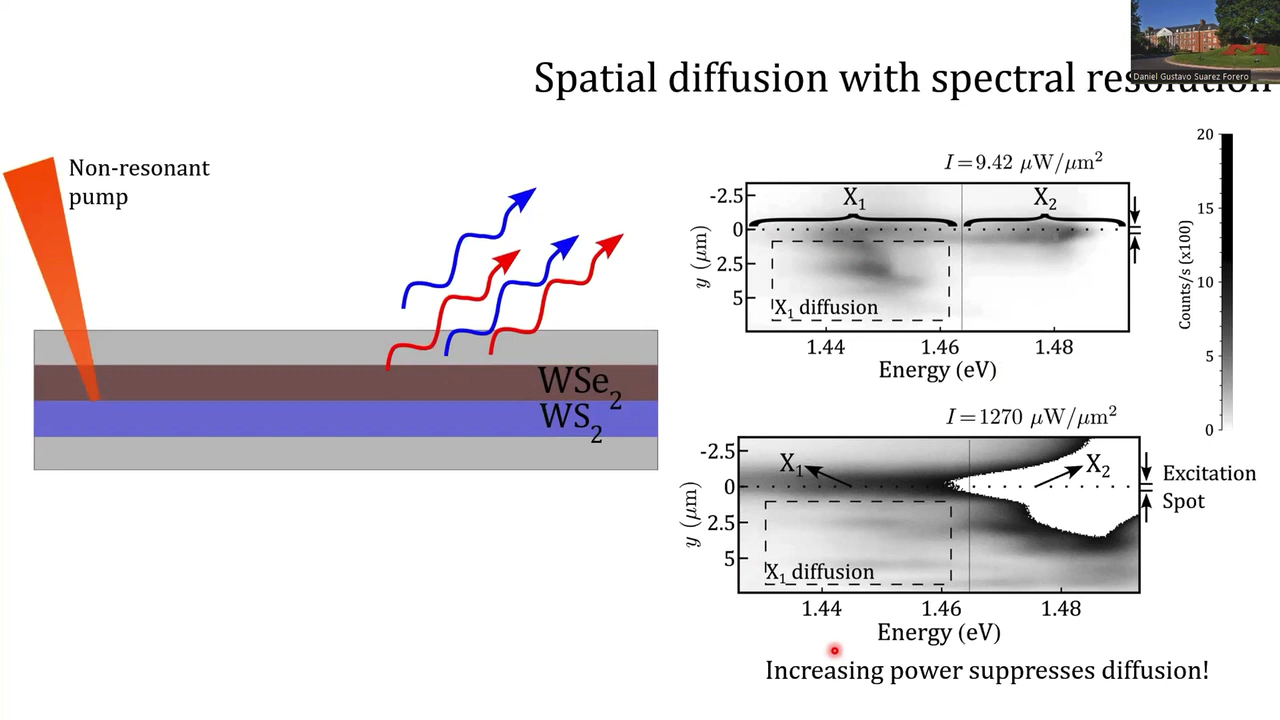 Spatial diffusion with spectral resolution
Daniel Gustavo Suarez Forero
Non-resonant
pump
WSe₂
WS₂
I = 9.42 μW/μm²
X₁
X₂
-2.5
0
2.5
5
y (μm)
X₁ diffusion
1.44
1.46
1.48
Energy (eV)
20
15
10
5
0
Counts/s (x100)
I = 1270 μW/μm²
X₁
X₂
-2.5
0
2.5
5
y (μm)
X₁ diffusion
Excitation
Spot
1.44
1.46
1.48
Energy (eV)
Increasing power suppresses diffusion!